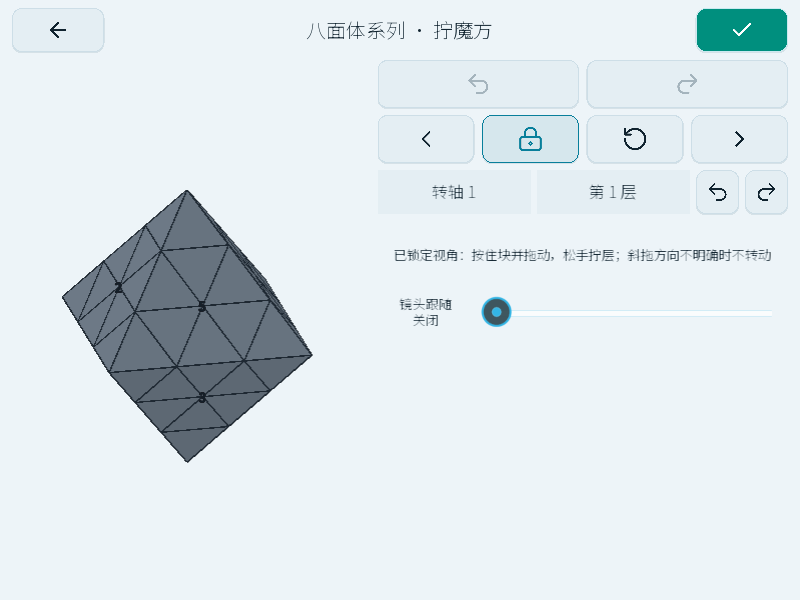 八面体系列 · 拧魔方
转轴 1
第 1 层
已锁定视角：按住块并拖动，松手拧层；斜拖方向不明确时不转动
镜头跟随
关闭
2
5
3